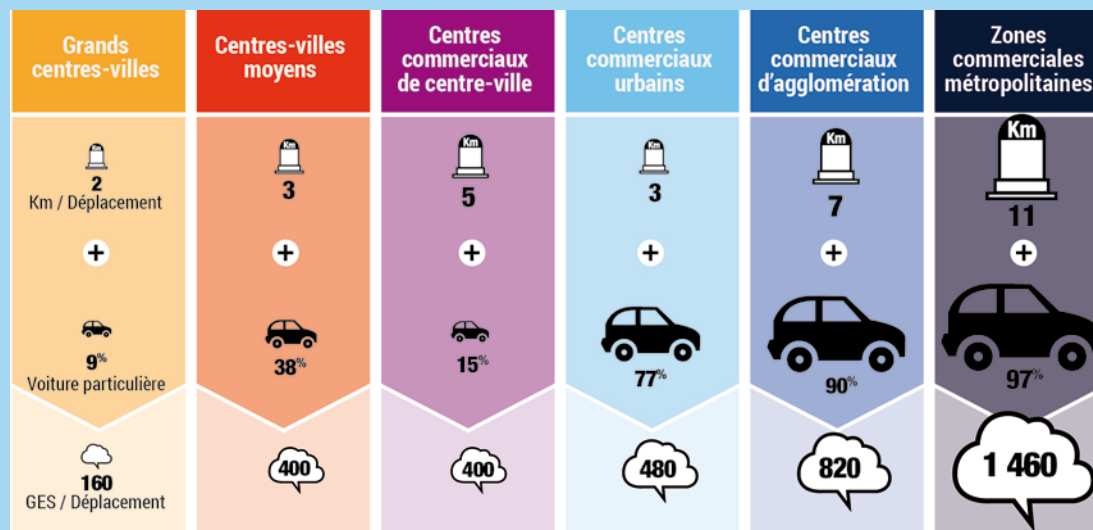 Grands
centres-villes
Centres-villes
moyens
Centres
commerciaux
de centre-ville
Centres
commerciaux
urbains
Centres
commerciaux
d'agglomération
Zones
commerciales
métropolitaines
Km
2
Km / Déplacement
Km
3
Km
5
Km
3
Km
7
Km
11
+
+
+
+
+
+
9%
Voiture particulière
38%
15%
77%
90%
97%
160
GES / Déplacement
400
400
480
820
1 460